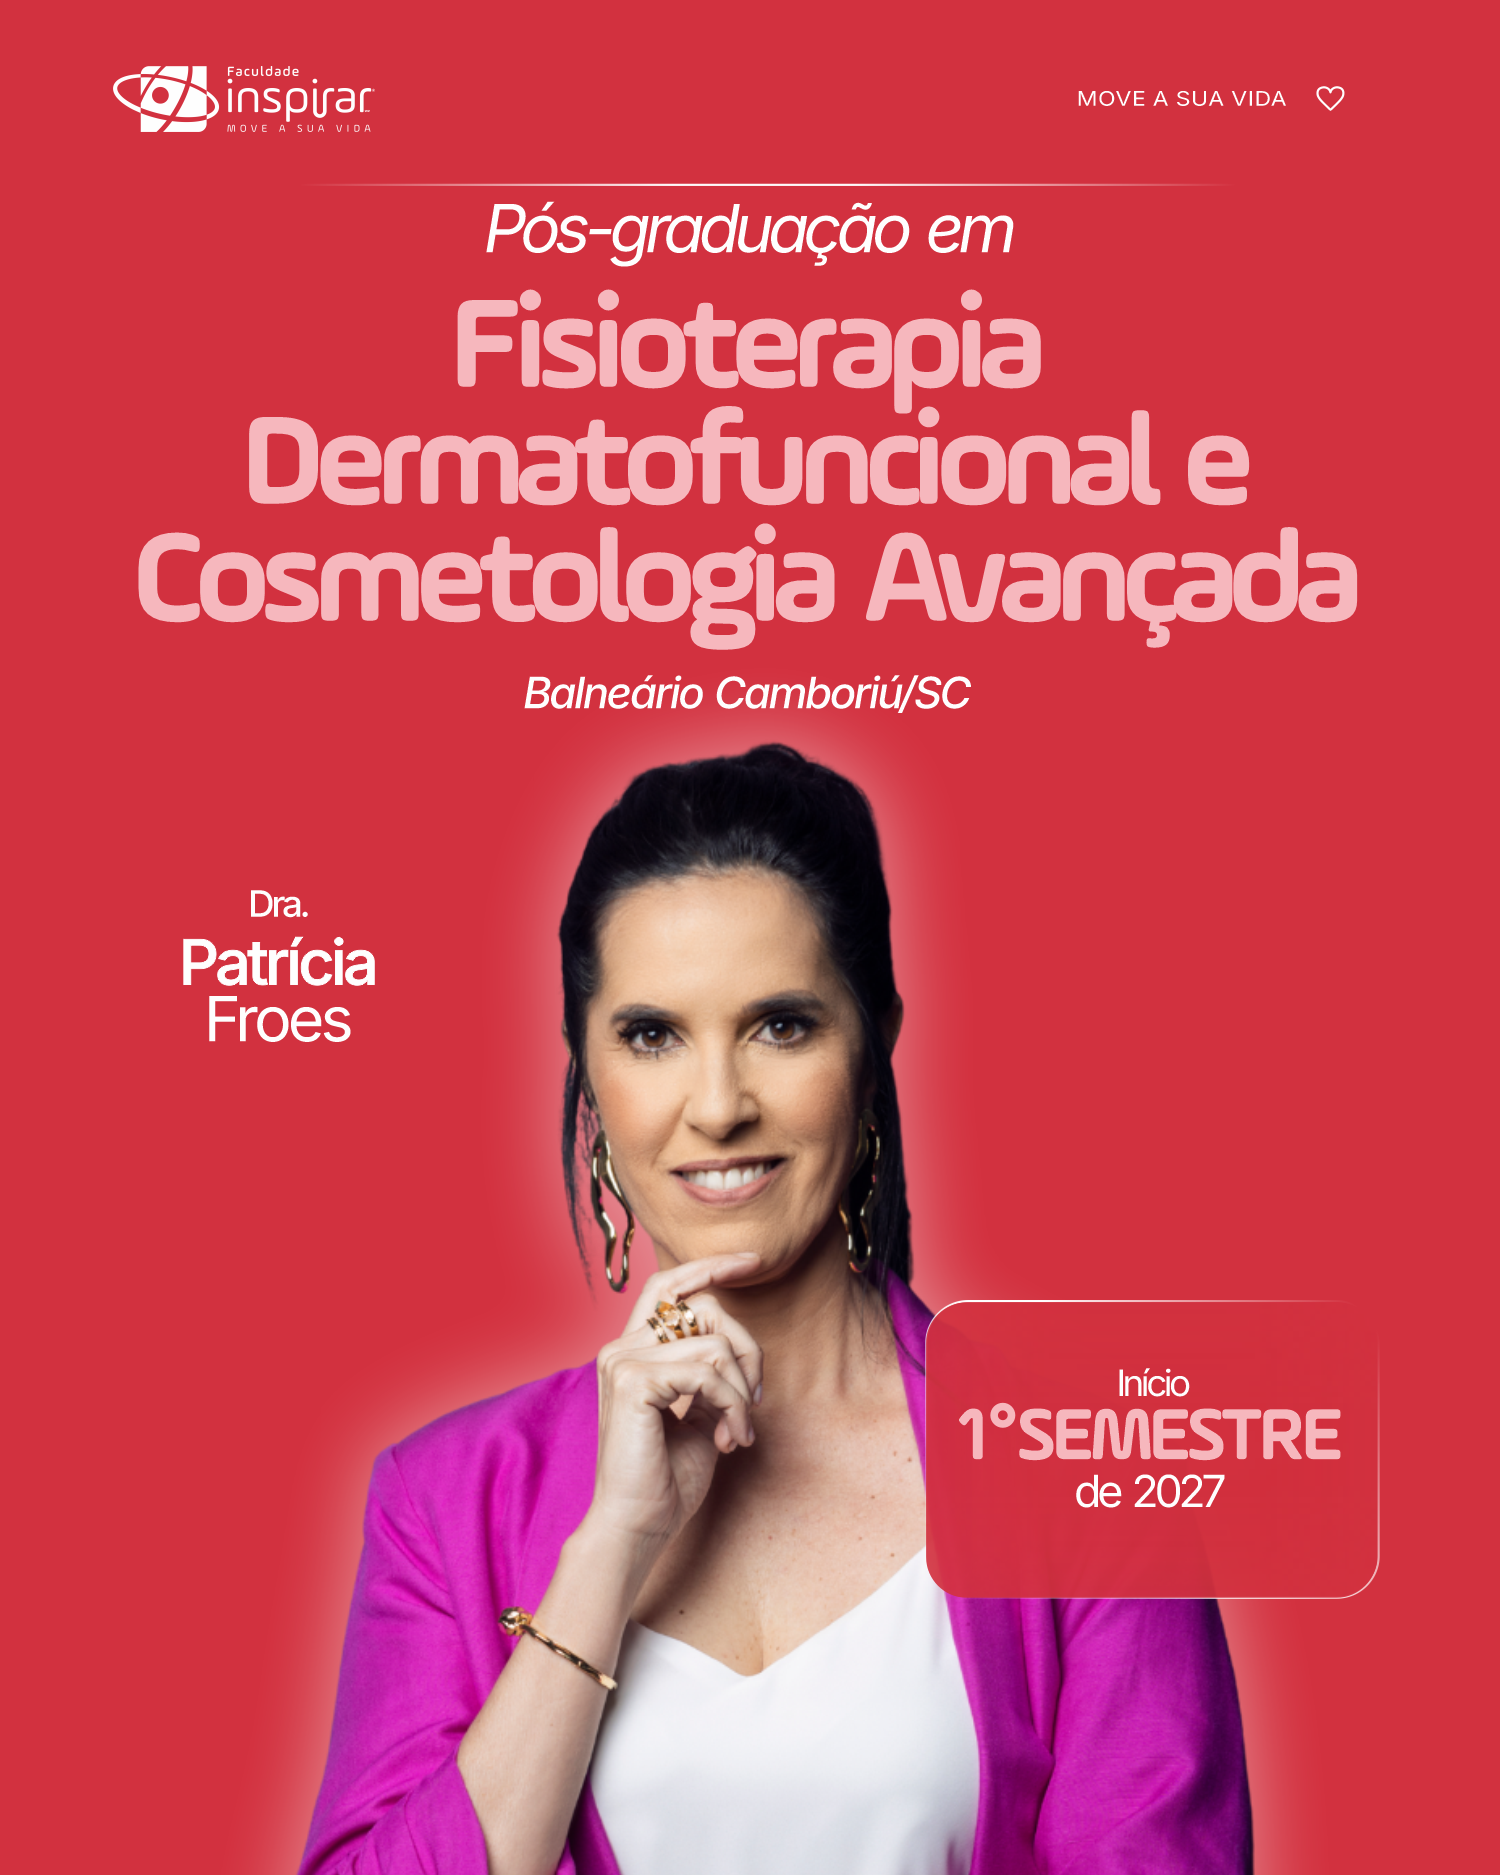 Faculdade
inspirar
MOVE A SUA VIDA
MOVE A SUA VIDA
Pós-graduação em
Fisioterapia
Dermatofuncional e
Cosmetologia Avançada
Balneário Camboriú/SC
Dra.
Patrícia
Froes
Início
1°SEMESTRE
de 2027